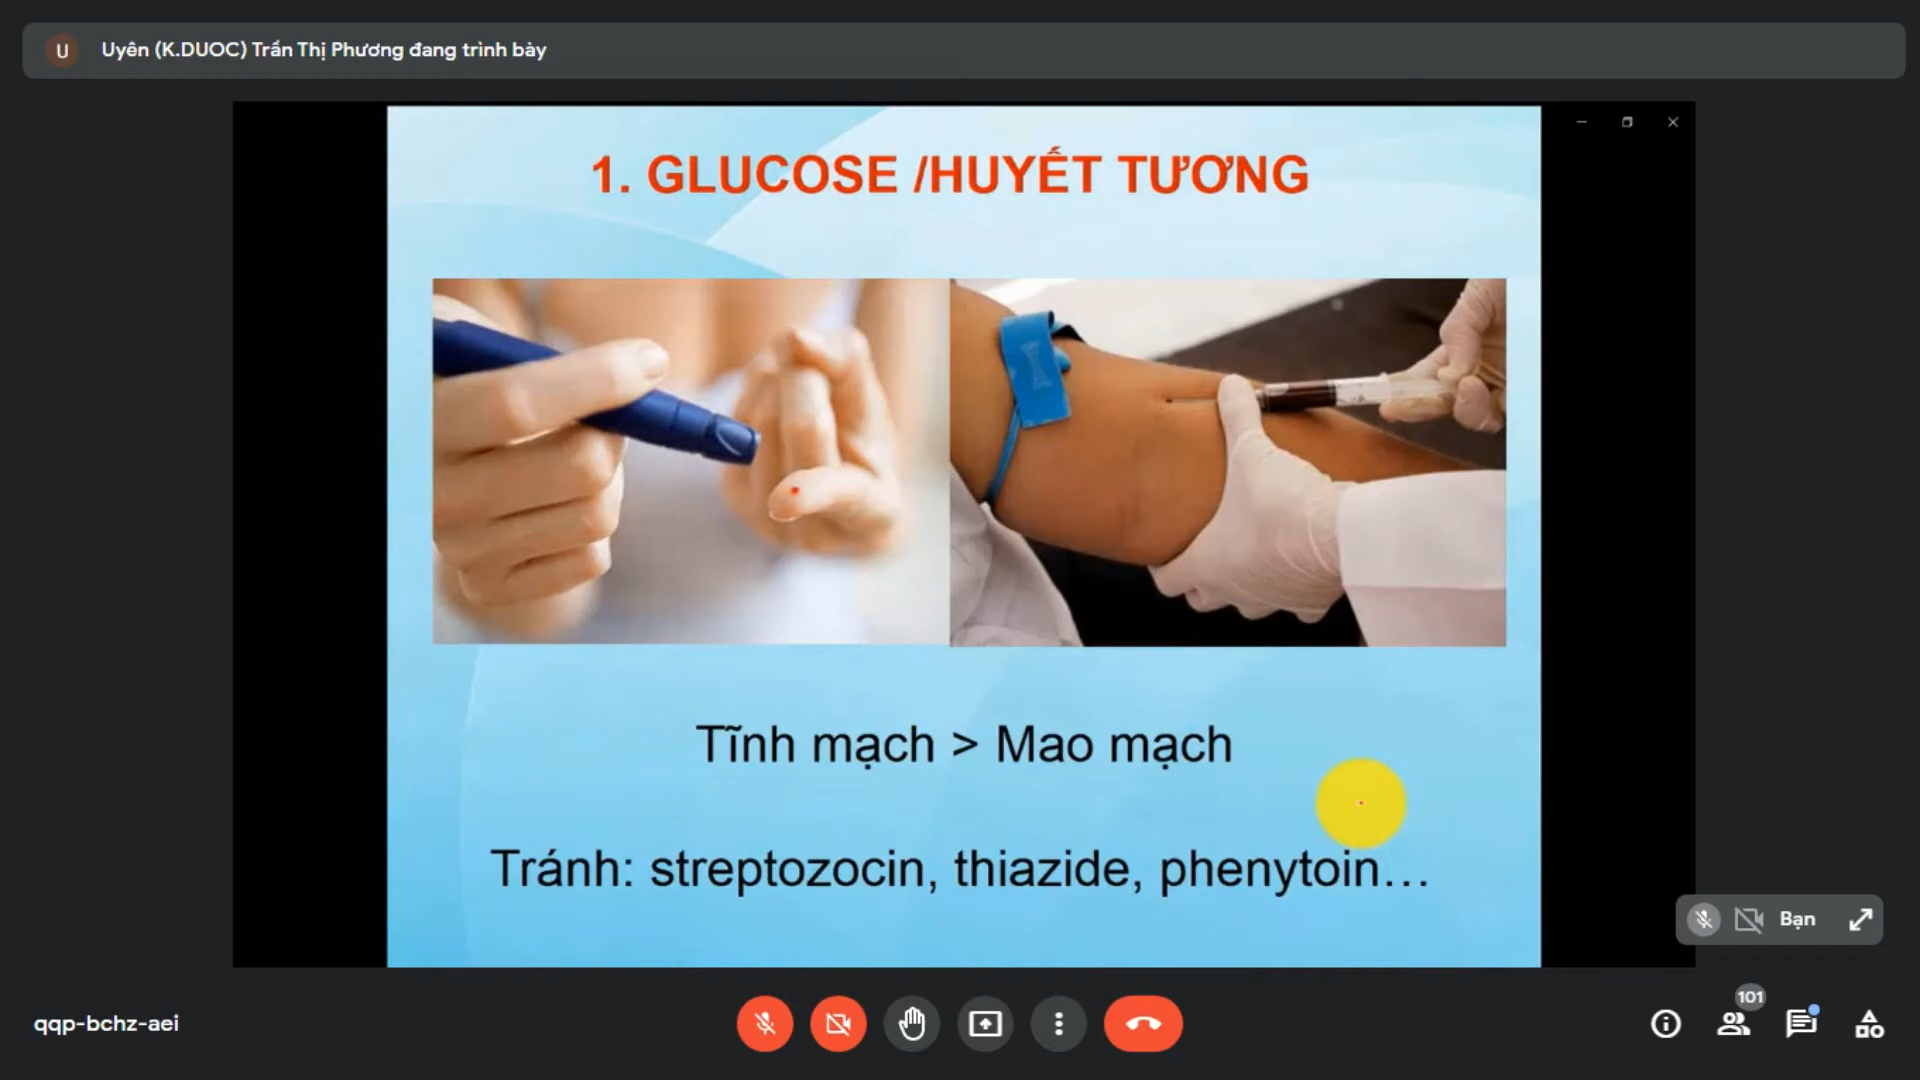 U
Uyên (K.DUOC) Trần Thị Phương đang trình bày
1. GLUCOSE /HUYẾT TƯƠNG
Tĩnh mạch > Mao mạch
Tránh: streptozocin, thiazide, phenytoin...
Bạn
101
qqp-bchz-aei